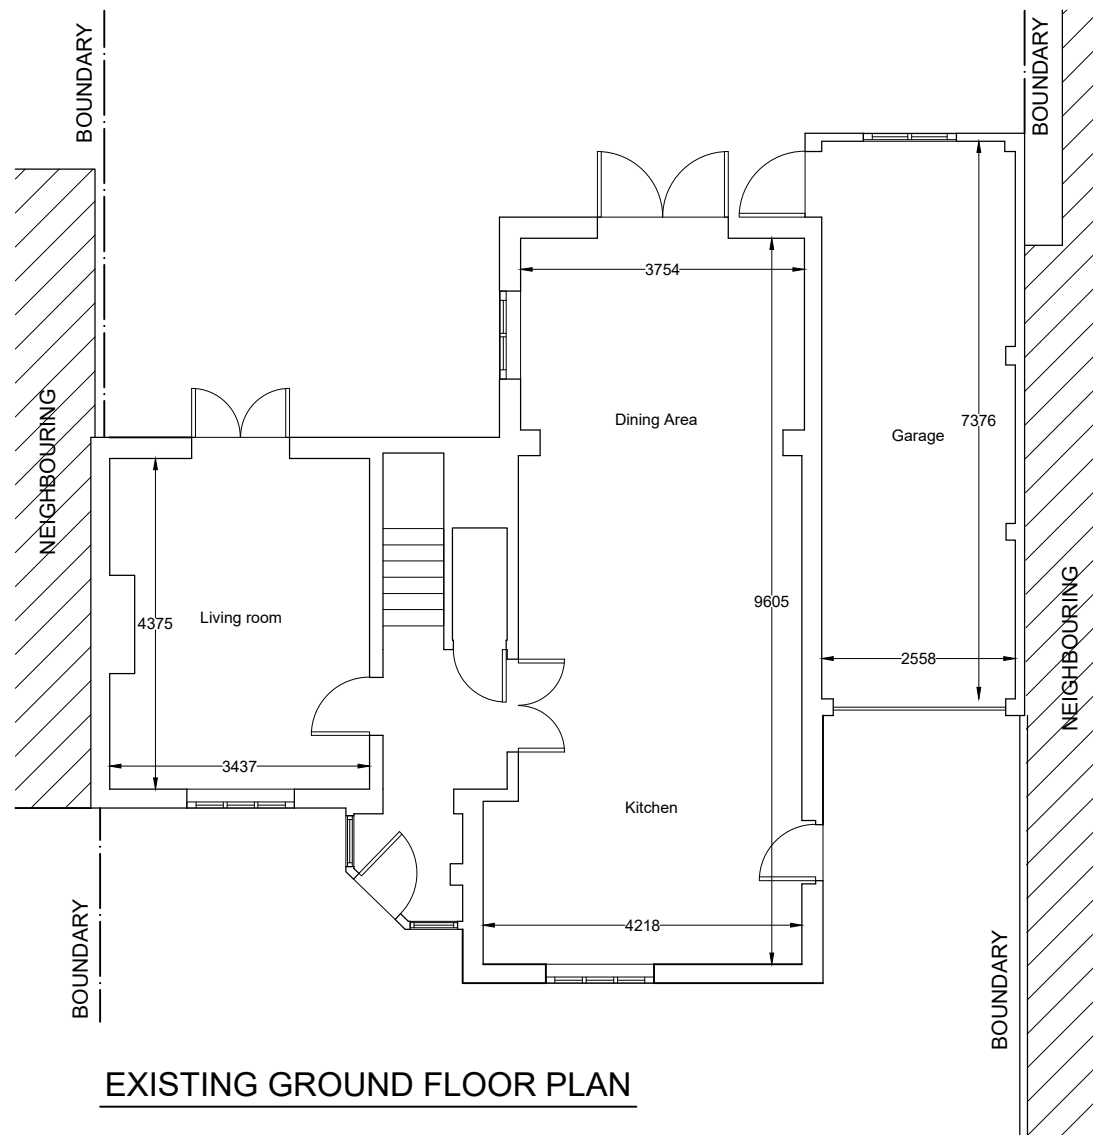 BOUNDARY
BOUNDARY
3754
Dining Area
7376
Garage
NEIGHBOURING
9605
Living room
4375
NEIGHBOURING
2558
3437
Kitchen
4218
BOUNDARY
BOUNDARY
EXISTING GROUND FLOOR PLAN